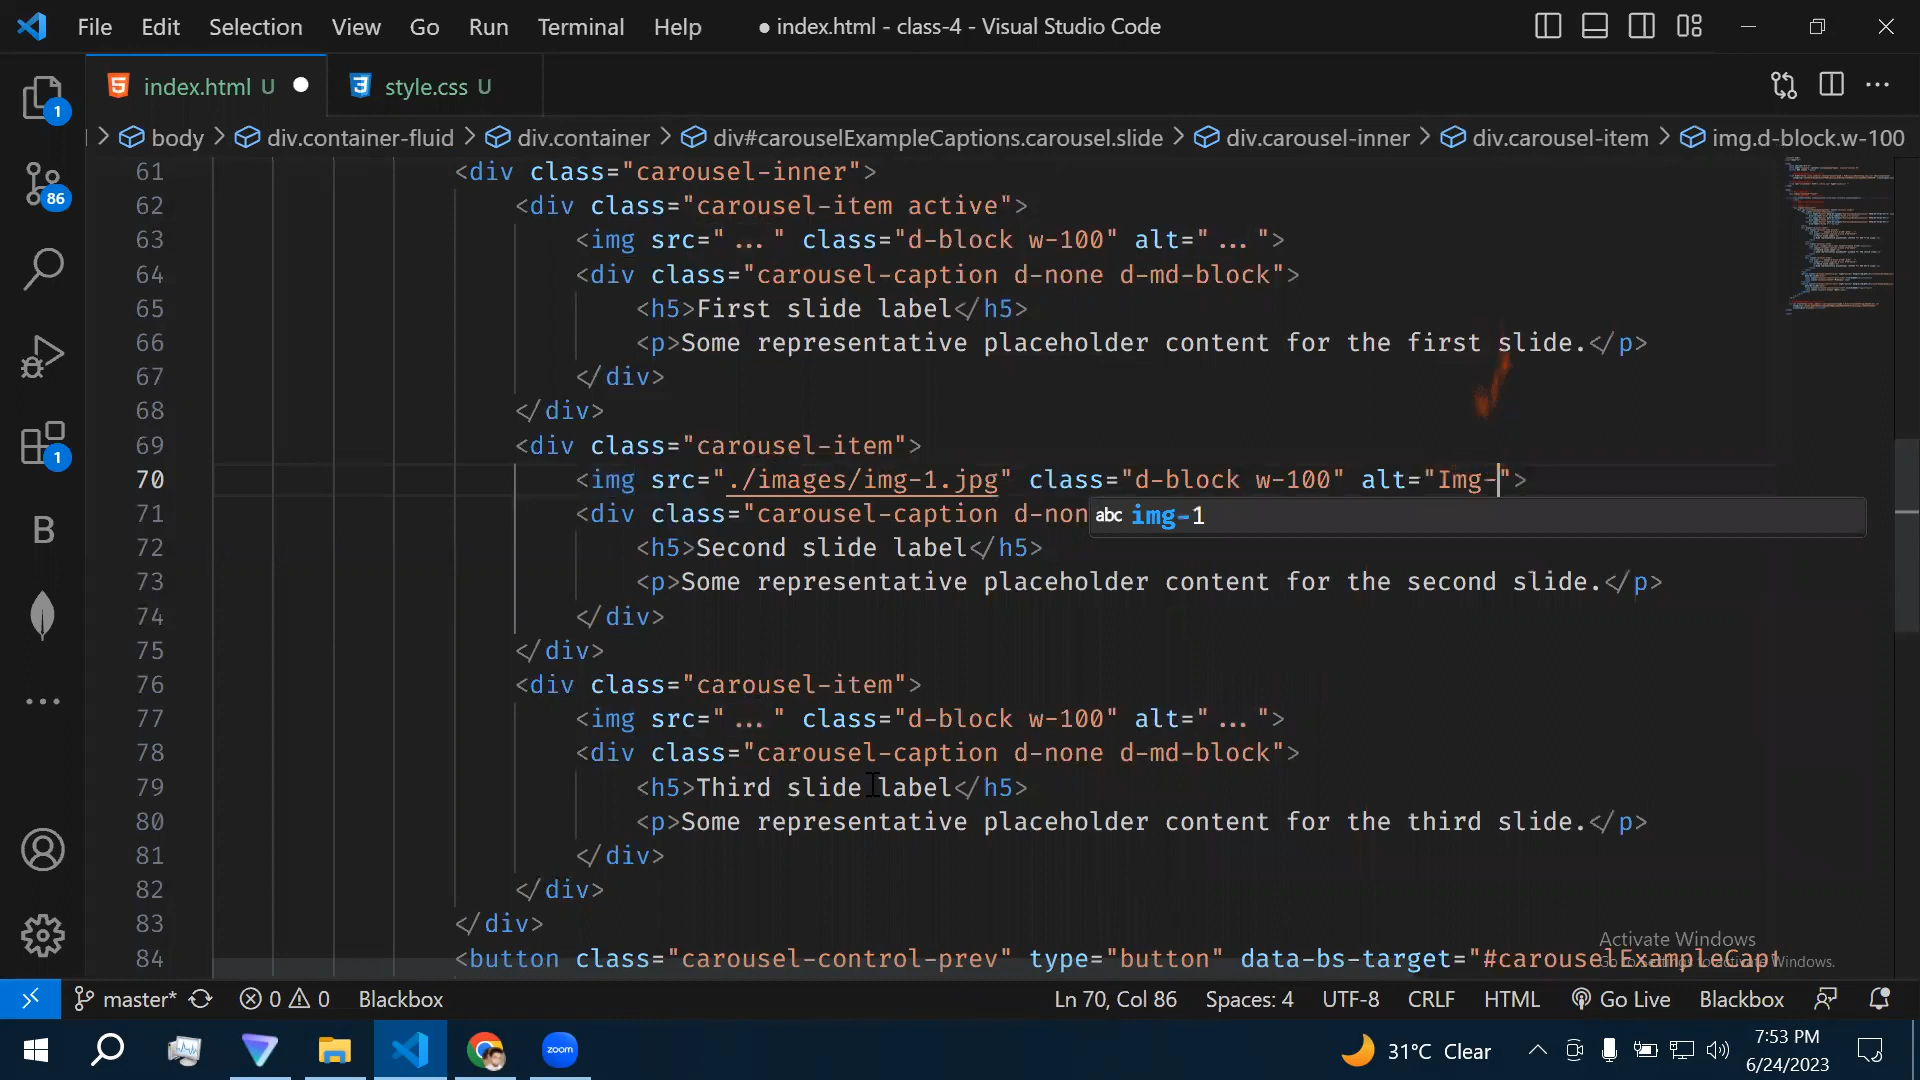 File Edit Selection View Go Run Terminal Help ● index.html - class-4 - Visual Studio Code
index.html U ● style.css U
body > div.container-fluid > div.container > div#carouselExampleCaptions.carousel.slide > div.carousel-inner > div.carousel-item > img.d-block.w-100
61 <div class="carousel-inner">
62 <div class="carousel-item active">
63 <img src="..." class="d-block w-100" alt="...">
64 <div class="carousel-caption d-none d-md-block">
65 <h5>First slide label</h5>
66 <p>Some representative placeholder content for the first slide.</p>
67 </div>
68 </div>
69 <div class="carousel-item">
70 <img src="./images/img-1.jpg" class="d-block w-100" alt="Img-">
71 <div class="carousel-caption d-non
abc img-1
72 <h5>Second slide label</h5>
73 <p>Some representative placeholder content for the second slide.</p>
74 </div>
75 </div>
76 <div class="carousel-item">
77 <img src="..." class="d-block w-100" alt="...">
78 <div class="carousel-caption d-none d-md-block">
79 <h5>Third slide label</h5>
80 <p>Some representative placeholder content for the third slide.</p>
81 </div>
82 </div>
83 </div>
84 <button class="carousel-control-prev" type="button" data-bs-target="#carouselExampleCapt
1
86
1
B
Activate Windows
Go to Settings to activate Windows.
master* 0 0 Blackbox Ln 70, Col 86 Spaces: 4 UTF-8 CRLF HTML Go Live Blackbox
zoom 31°C Clear 7:53 PM
6/24/2023